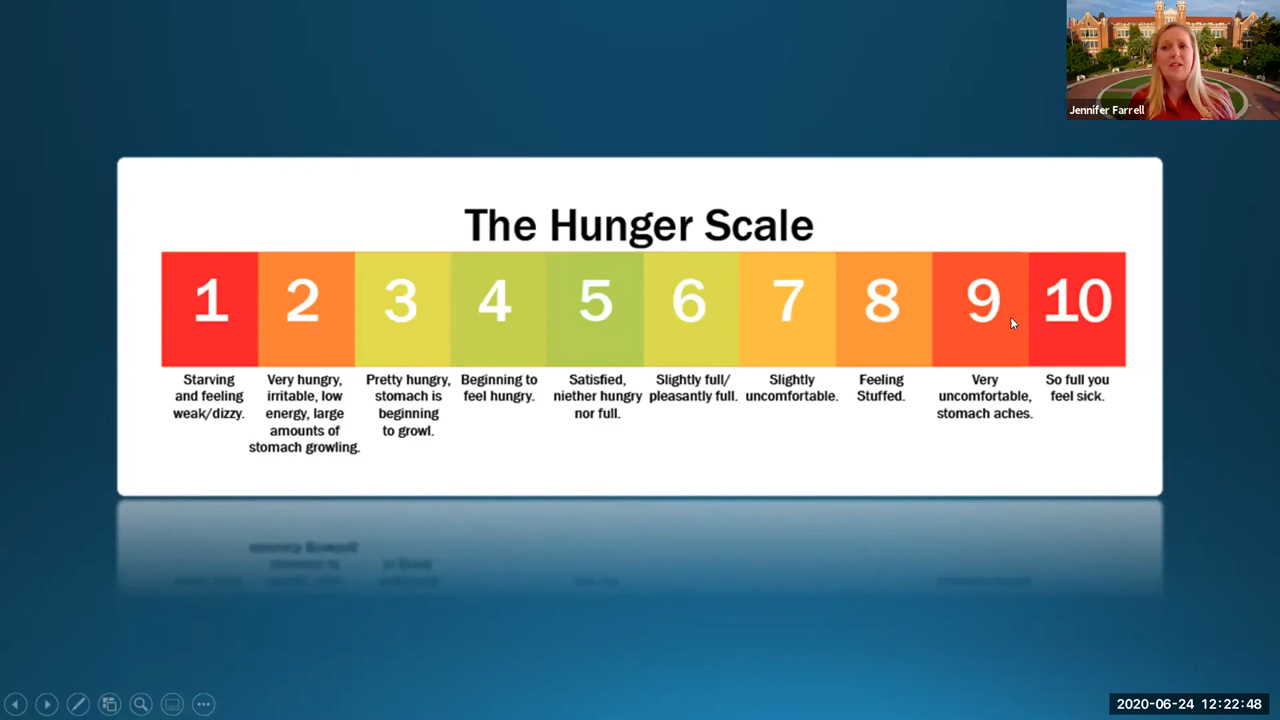 Jennifer Farrell
The Hunger Scale
1 2 3 4 5 6 7 8 9 10
Starving
and feeling
weak/dizzy.
Very hungry,
irritable, low
energy, large
amounts of
stomach growling.
Pretty hungry,
stomach is
beginning
to growl.
Beginning to
feel hungry.
Satisfied,
niether hungry
nor full.
Slightly full/
pleasantly full.
Slightly
uncomfortable.
Feeling
Stuffed.
Very
uncomfortable,
stomach aches.
So full you
feel sick.
2020-06-24 12:22:48